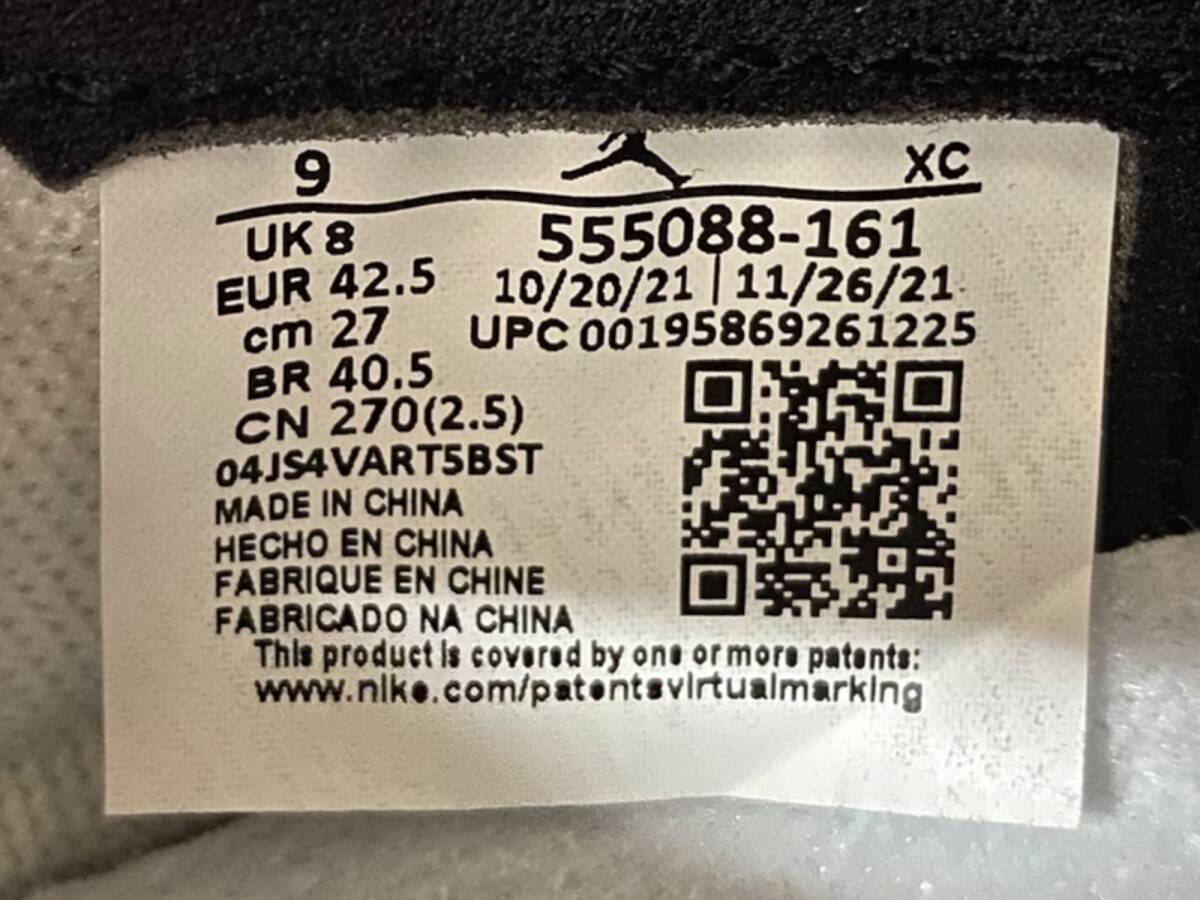 9 XC
UK 8 555088-161
EUR 42.5 10/20/21 | 11/26/21
cm 27 UPC 00195869261225
BR 40.5
CN 270(2.5)
04JS4VART5BST
MADE IN CHINA
HECHO EN CHINA
FABRIQUE EN CHINE
FABRICADO NA CHINA
This product is covered by one or more patents:
www.nike.com/patentsvirtualmarking